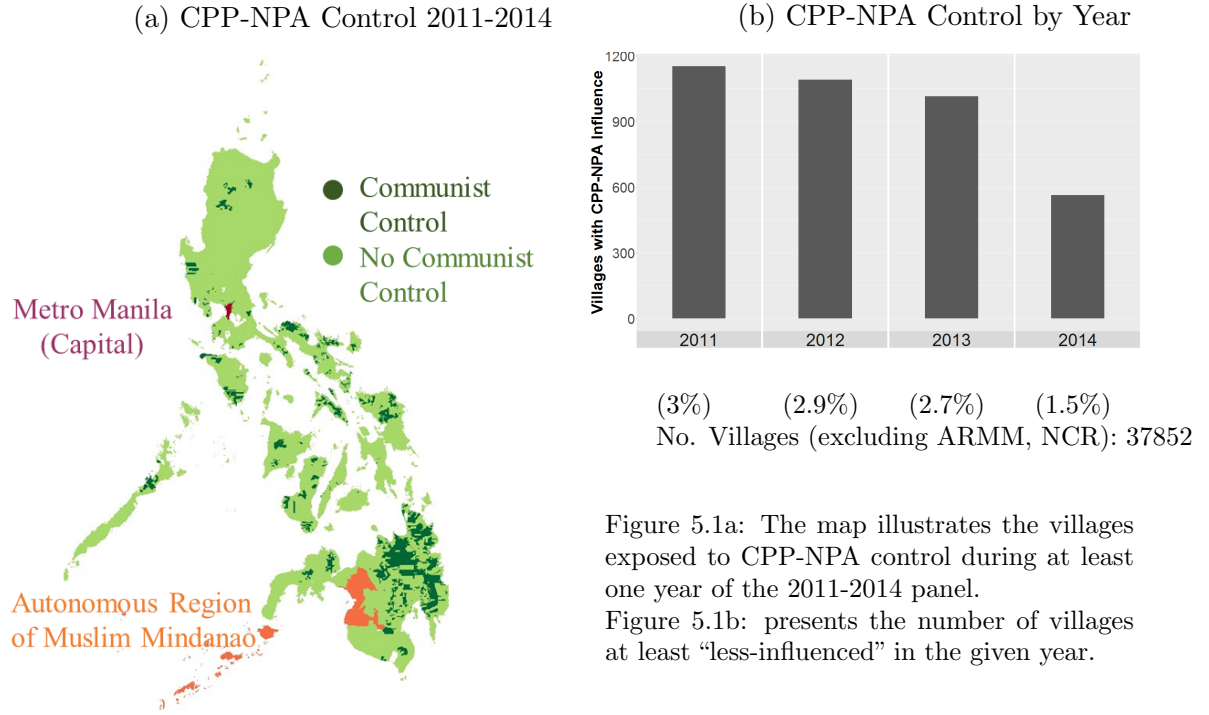 (a) CPP-NPA Control 2011-2014
Communist
Control
No Communist
Control
Metro Manila
(Capital)
Autonomous Region
of Muslim Mindanao
(b) CPP-NPA Control by Year
Villages with CPP-NPA Influence
1200
900
600
300
0
2011 2012 2013 2014
(3%) (2.9%) (2.7%) (1.5%)
No. Villages (excluding ARMM, NCR): 37852
Figure 5.1a: The map illustrates the villages
exposed to CPP-NPA control during at least
one year of the 2011-2014 panel.
Figure 5.1b: presents the number of villages
at least “less-influenced” in the given year.